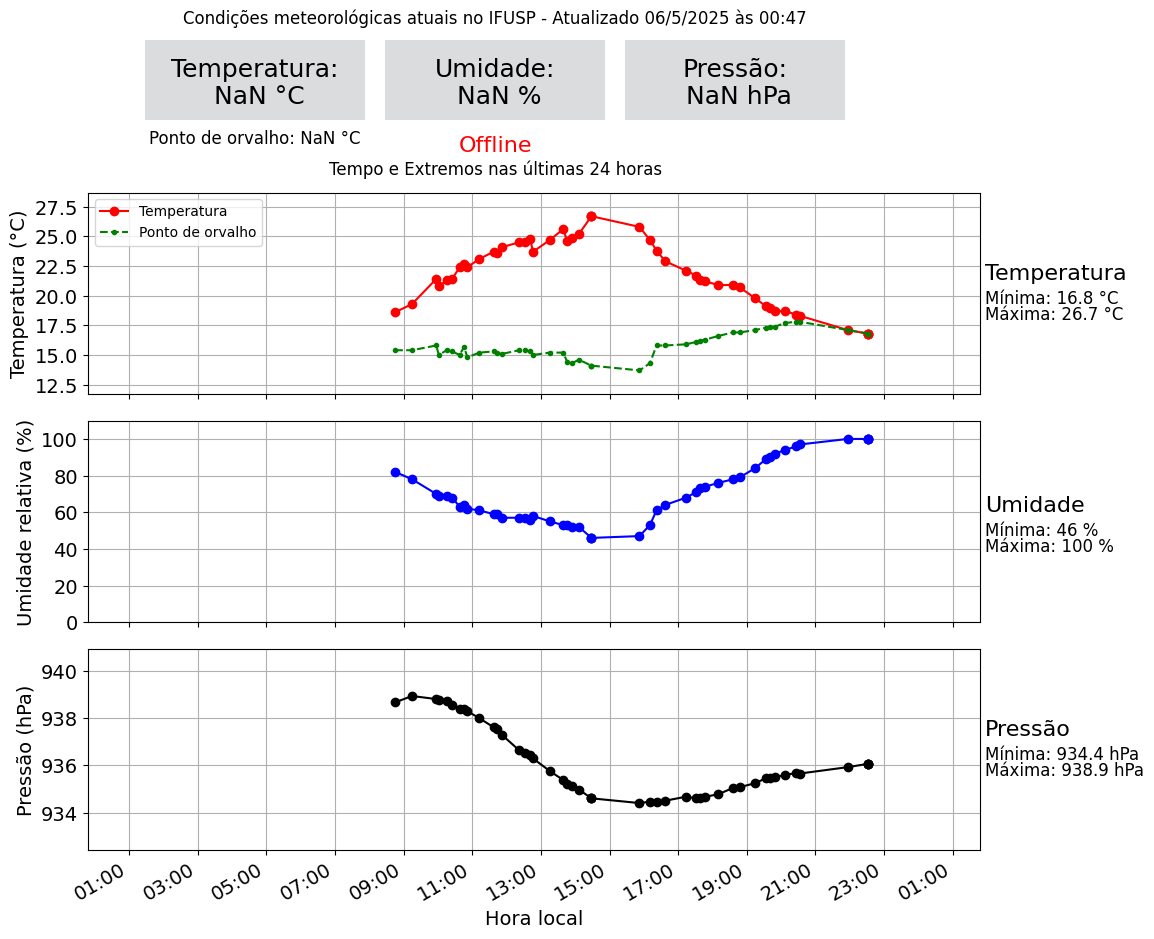 Condições meteorológicas atuais no IFUSP - Atualizado 06/5/2025 às 00:47
Temperatura:
NaN °C
Umidade:
NaN %
Pressão:
NaN hPa
Ponto de orvalho: NaN °C
Offline
Tempo e Extremos nas últimas 24 horas
Temperatura (°C)
27.5
25.0
22.5
20.0
17.5
15.0
12.5
Temperatura
Ponto de orvalho
Temperatura
Mínima: 16.8 °C
Máxima: 26.7 °C
Umidade relativa (%)
100
80
60
40
20
0
Umidade
Mínima: 46 %
Máxima: 100 %
Pressão (hPa)
940
938
936
934
Pressão
Mínima: 934.4 hPa
Máxima: 938.9 hPa
01:00
03:00
05:00
07:00
09:00
11:00
13:00
15:00
17:00
19:00
21:00
23:00
01:00
Hora local